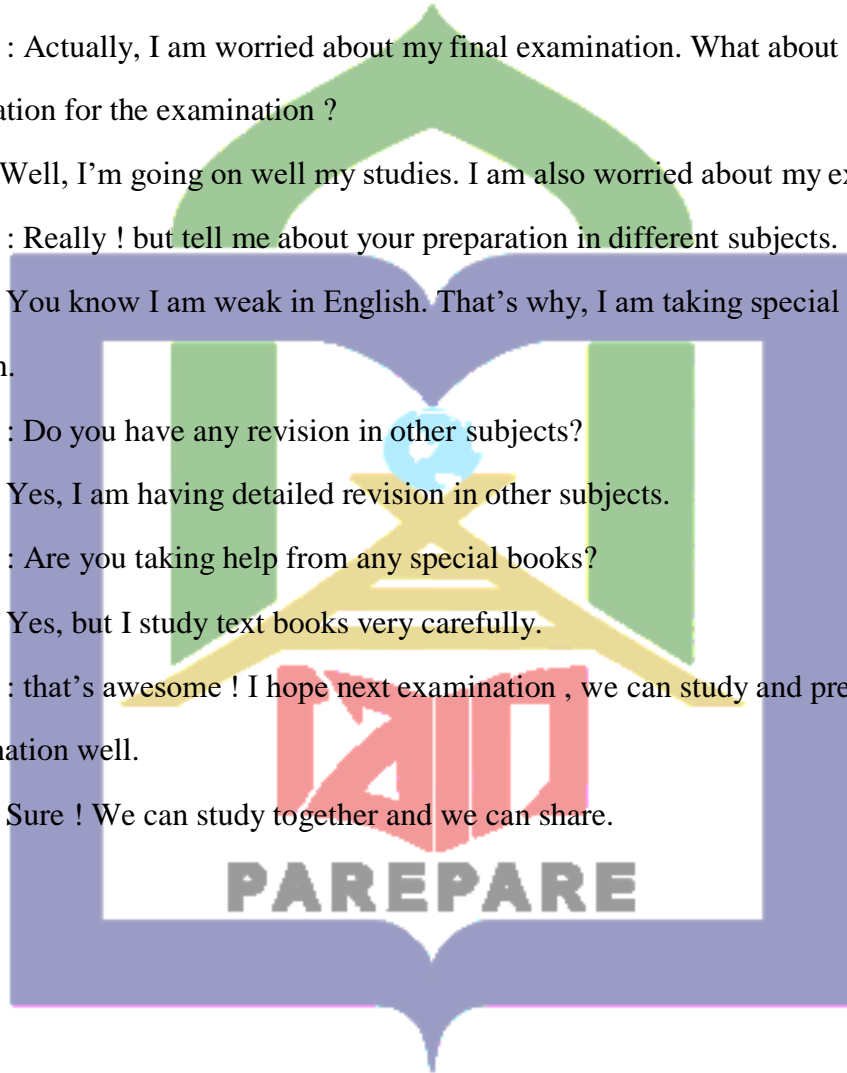 : Actually, I am worried about my final examination. What about
ation for the examination ?
Well, I’m going on well my studies. I am also worried about my ex
: Really ! but tell me about your preparation in different subjects.
You know I am weak in English. That’s why, I am taking special
n.
: Do you have any revision in other subjects?
Yes, I am having detailed revision in other subjects.
: Are you taking help from any special books?
Yes, but I study text books very carefully.
: that’s awesome ! I hope next examination , we can study and pre
nation well.
Sure ! We can study together and we can share.
PAREPARE